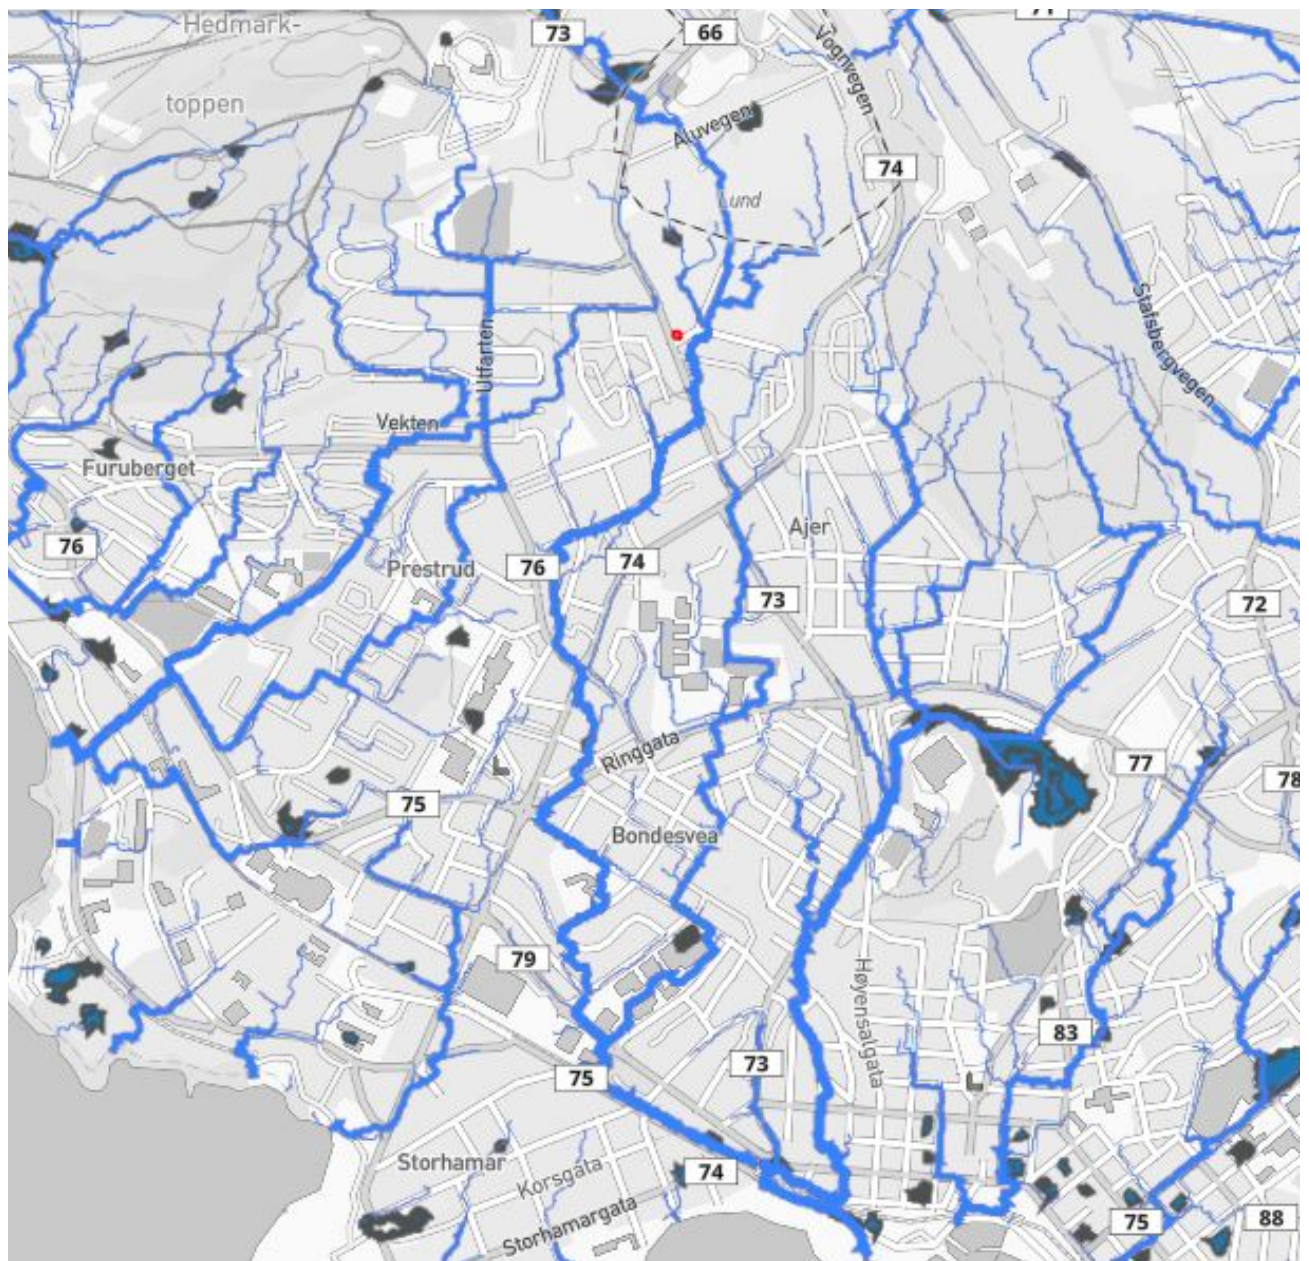 Hedmark-
toppen
73
66
Vognvegen
Aluvegen
74
Lund
Stafsbergvegen
Utfarten
Vekten
Furuberget
76
Ajer
Prestrud
76
74
73
72
Ringgata
77
78
75
Bondesvea
79
Høyensalgata
83
73
75
Storhamar
Korsgata
74
Storhamargata
75
88